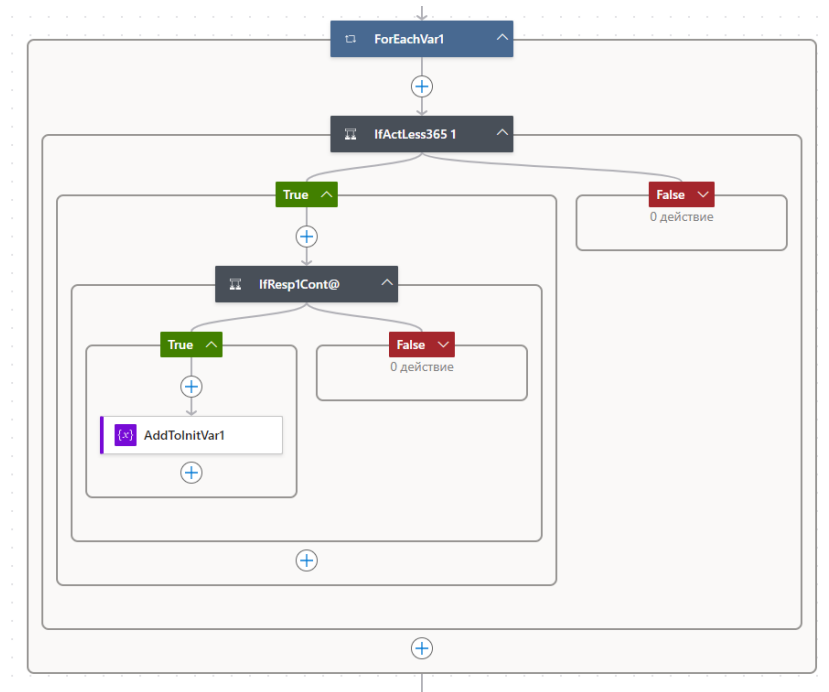 ForEachVar1
IfActLess365 1
True
False
0 действие
IfResp1Cont@
True
False
0 действие
{x} AddToInitVar1